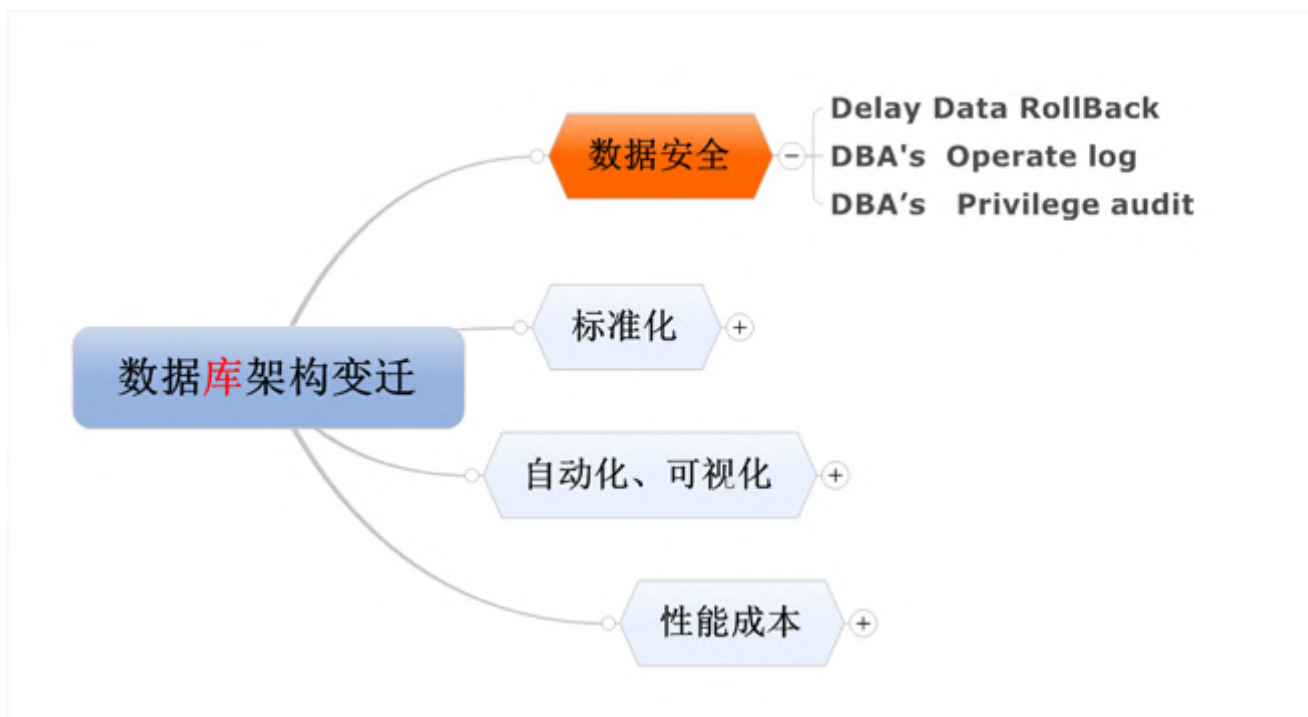 数据安全
Delay Data RollBack
DBA's Operate log
DBA’s Privilege audit
标准化
数据库架构变迁
自动化、可视化
性能成本